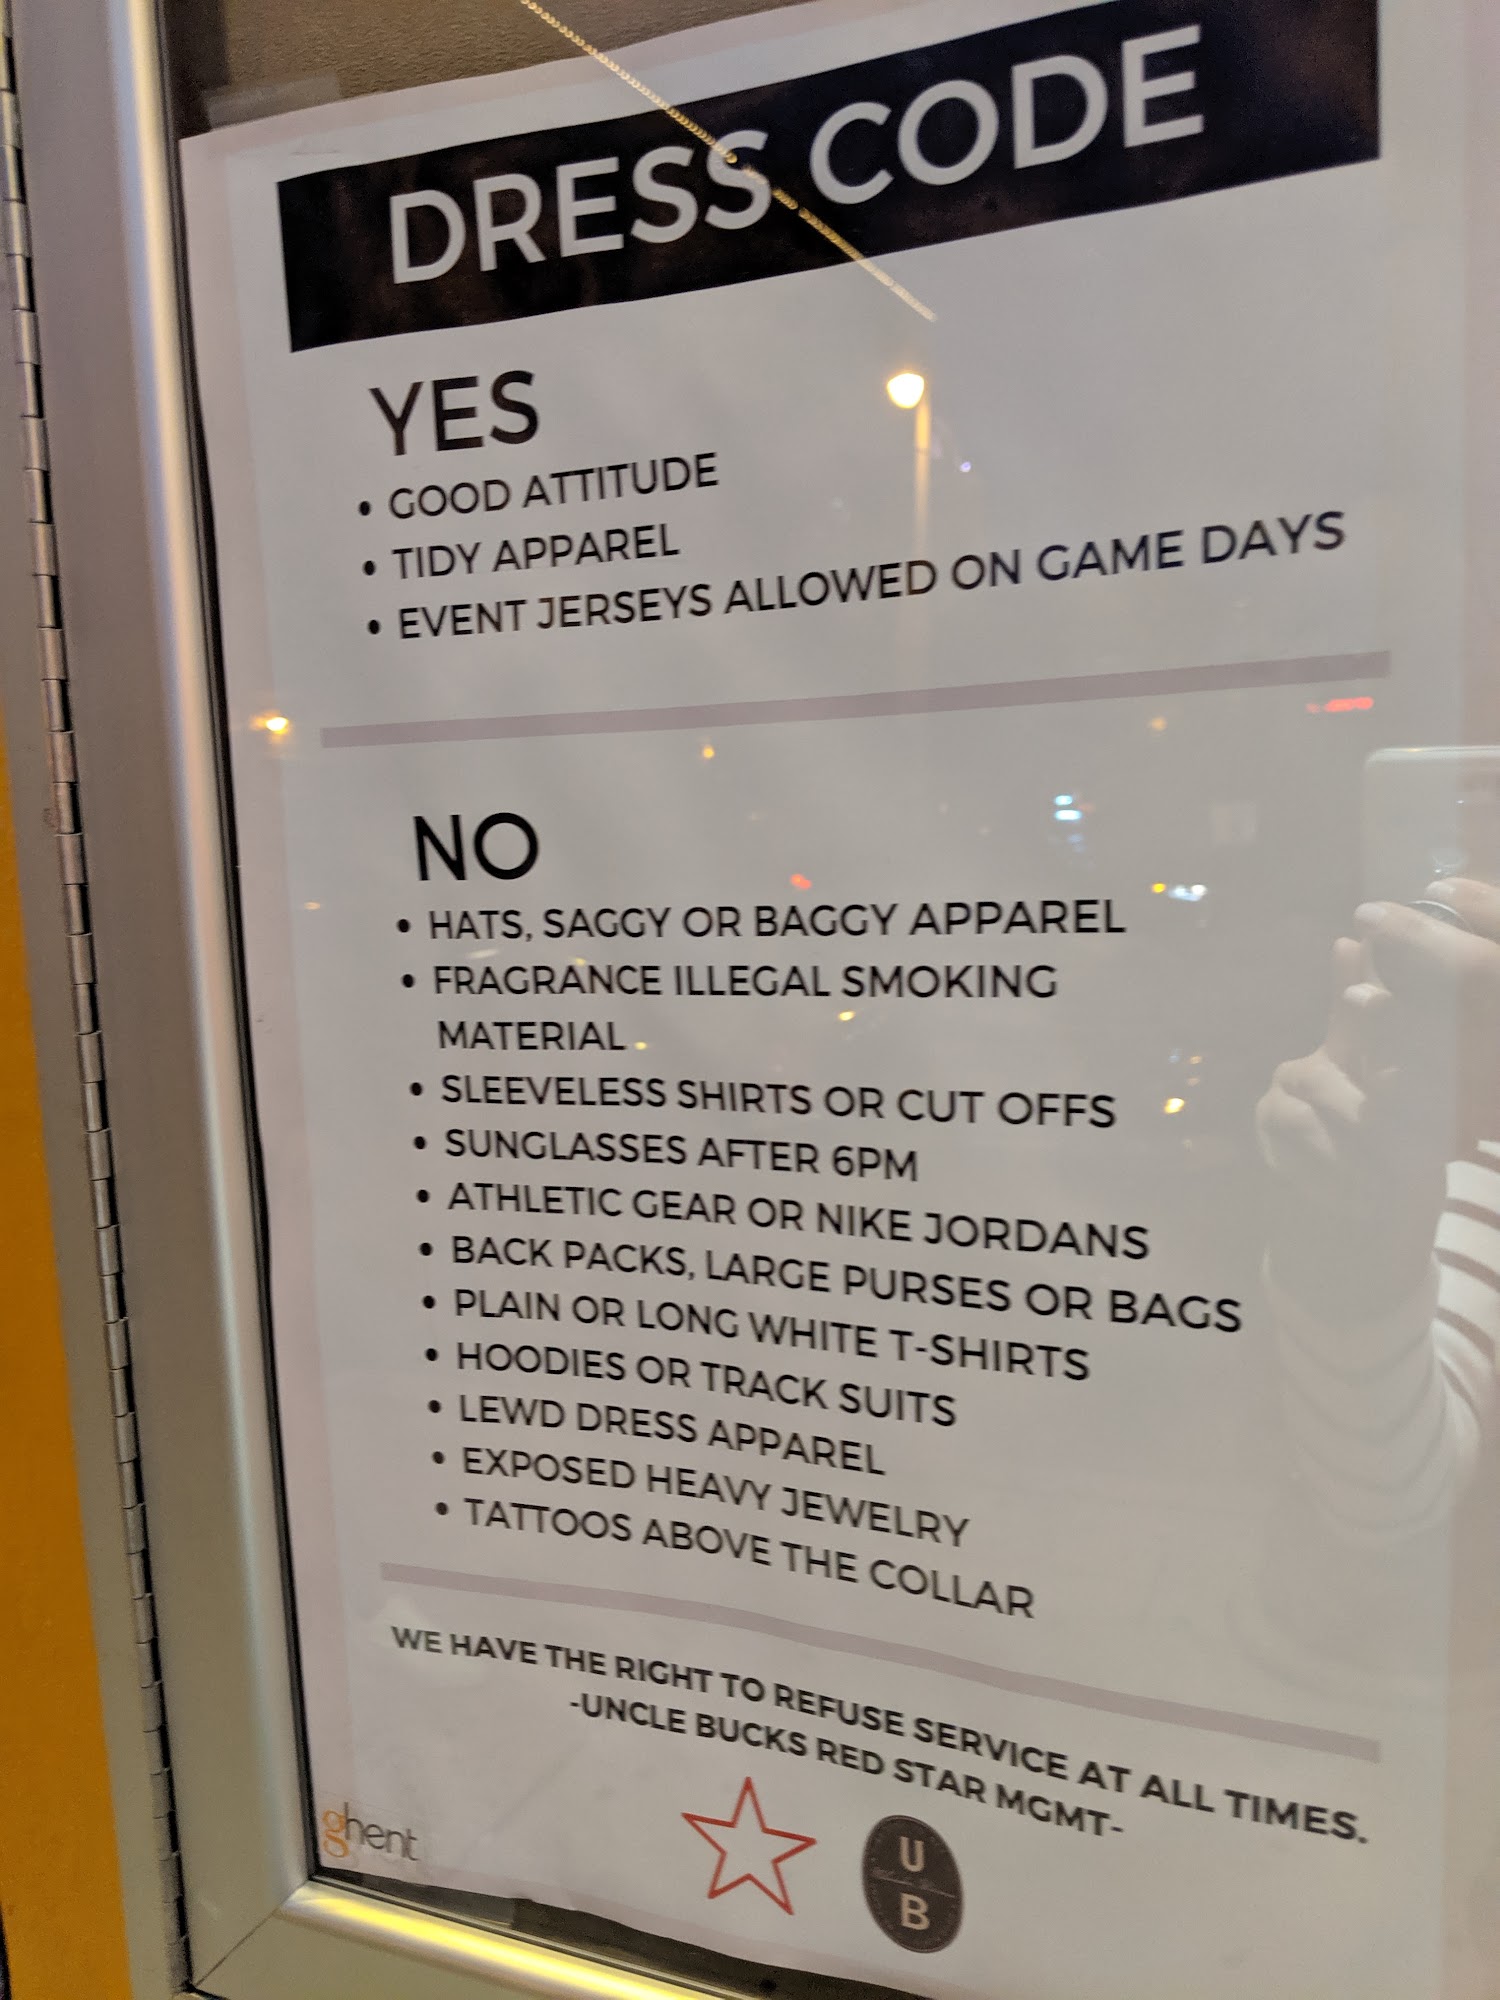 DRESS CODE
YES
• GOOD ATTITUDE
• TIDY APPAREL
• EVENT JERSEYS ALLOWED ON GAME DAYS
NO
• HATS, SAGGY OR BAGGY APPAREL
• FRAGRANCE ILLEGAL SMOKING
MATERIAL
• SLEEVELESS SHIRTS OR CUT OFFS
• SUNGLASSES AFTER 6PM
• ATHLETIC GEAR OR NIKE JORDANS
• BACK PACKS, LARGE PURSES OR BAGS
• PLAIN OR LONG WHITE T-SHIRTS
• HOODIES OR TRACK SUITS
• LEWD DRESS APPAREL
• EXPOSED HEAVY JEWELRY
• TATTOOS ABOVE THE COLLAR
WE HAVE THE RIGHT TO REFUSE SERVICE AT ALL TIMES.
-UNCLE BUCKS RED STAR MGMT-
U
B
ghent